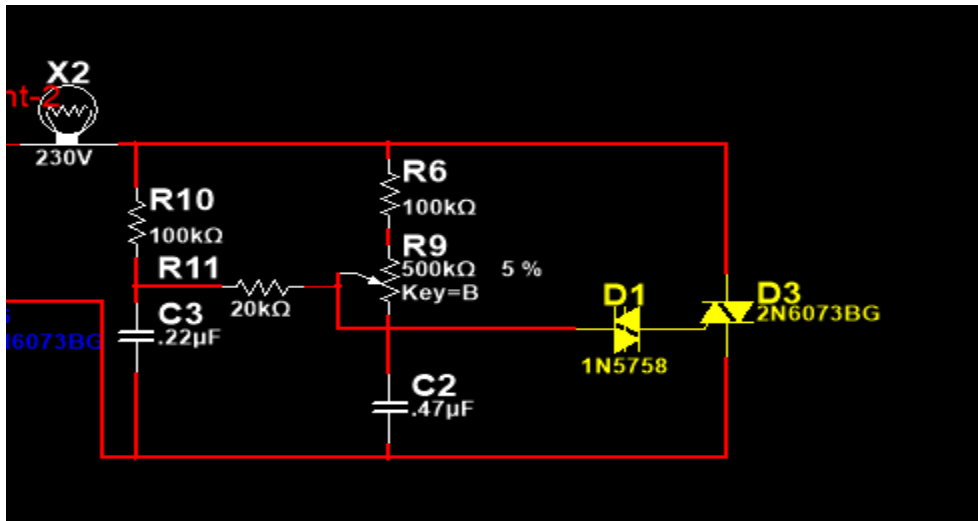 X2
nt-2
230V
R10
100kΩ
R6
100kΩ
R9
500kΩ 5 %
Key=B
R11
20kΩ
C3
.22µF
6073BG
C2
.47µF
D1
1N5758
D3
2N6073BG